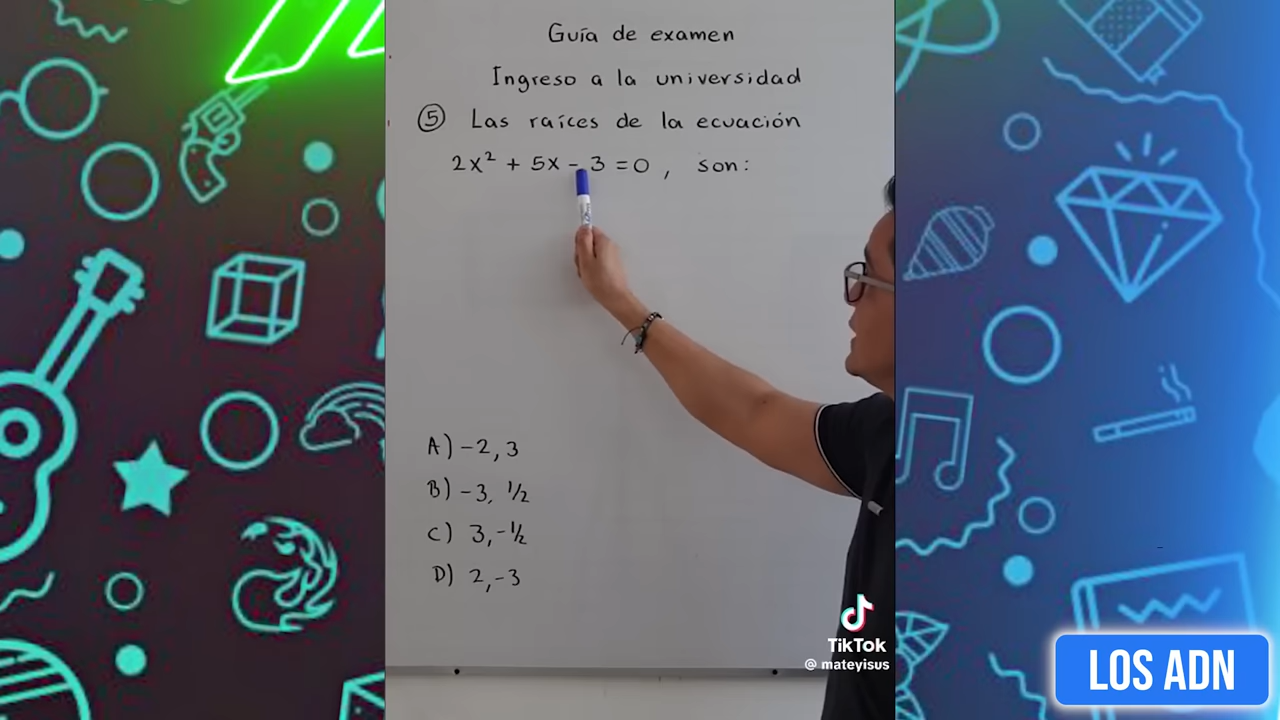 Guía de examen
Ingreso a la universidad
⑤ Las raíces de la ecuación
2x² + 5x - 3 = 0, son:
A) -2, 3
B) -3, ½
C) 3, -½
D) 2, -3
TikTok
@mateyisus
LOS ADN